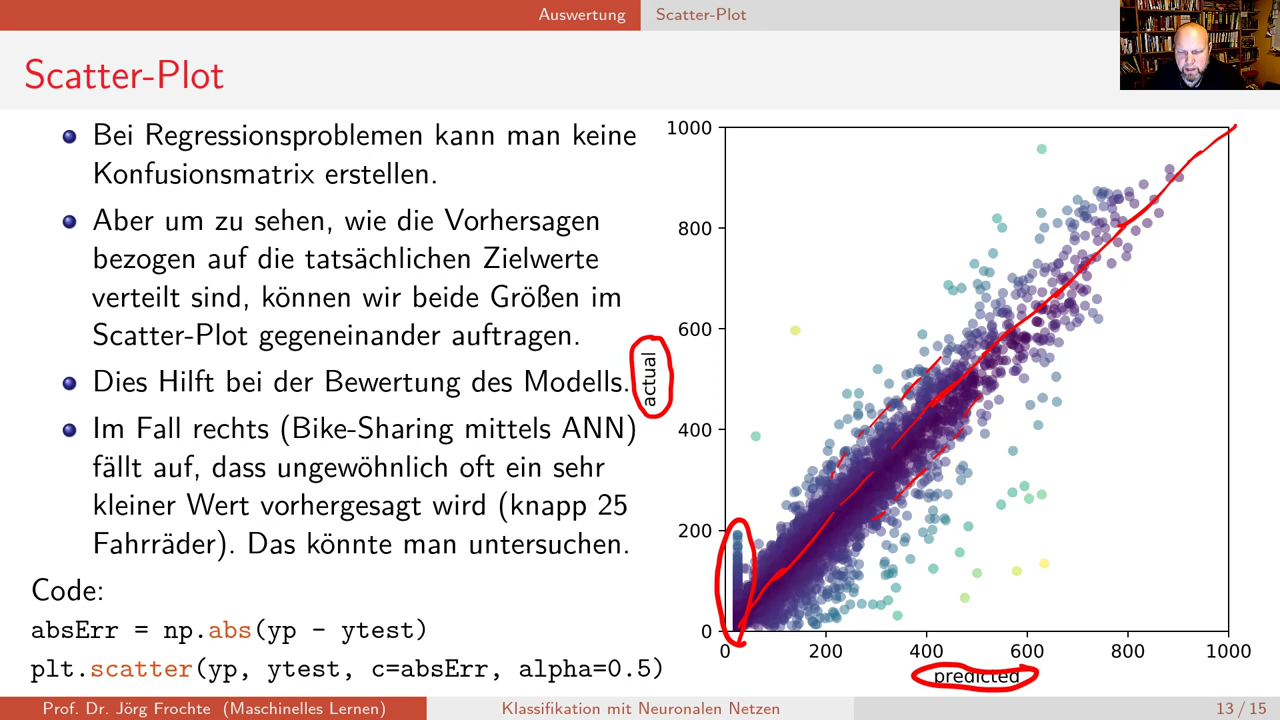 Auswertung Scatter-Plot
Scatter-Plot
Bei Regressionsproblemen kann man keine
Konfusionsmatrix erstellen.
Aber um zu sehen, wie die Vorhersagen
bezogen auf die tatsächlichen Zielwerte
verteilt sind, können wir beide Größen im
Scatter-Plot gegeneinander auftragen.
Dies Hilft bei der Bewertung des Modells.
Im Fall rechts (Bike-Sharing mittels ANN)
fällt auf, dass ungewöhnlich oft ein sehr
kleiner Wert vorhergesagt wird (knapp 25
Fahrräder). Das könnte man untersuchen.
Code:
absErr = np.abs(yp - ytest)
plt.scatter(yp, ytest, c=absErr, alpha=0.5)
actual
1000
800
600
400
200
0
0 200 400 600 800 1000
predicted
Prof. Dr. Jörg Frochte (Maschinelles Lernen) Klassifikation mit Neuronalen Netzen 13 / 15